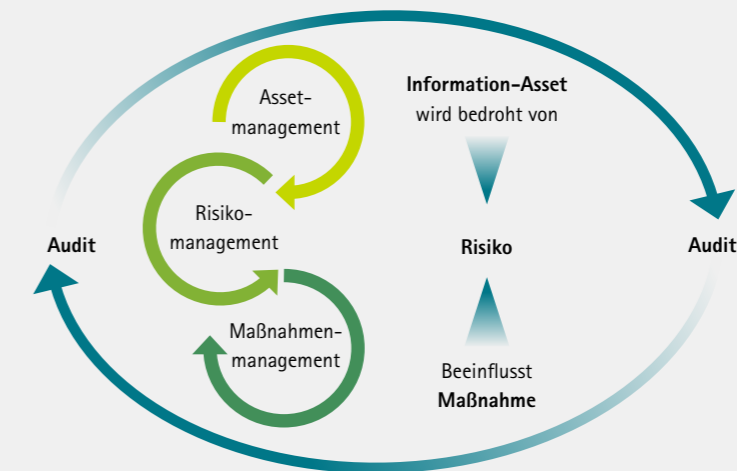 Asset-
management
Information-Asset
wird bedroht von
Risiko-
management
Audit
Risiko
Audit
Maßnahmen-
management
Beeinflusst
Maßnahme